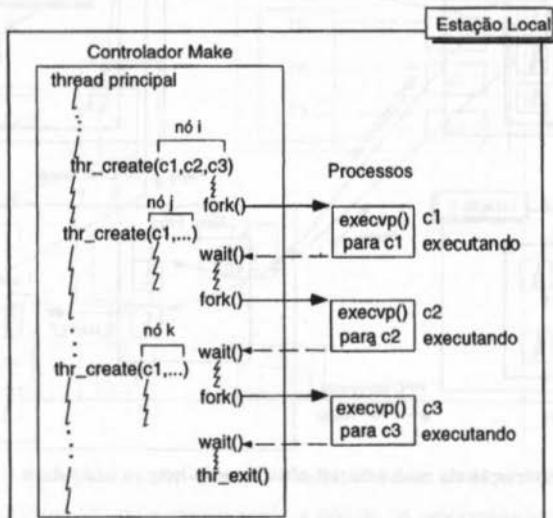 Estação Local
Controlador Make
thread principal
nó i
thr_create(c1,c2,c3)
Processos
fork()
execvp() c1
para c1 executando
nó j
thr_create(c1,...)
wait()
fork()
execvp() c2
para c2 executando
wait()
nó k
thr_create(c1,...)
fork()
execvp() c3
para c3 executando
wait()
thr_exit()